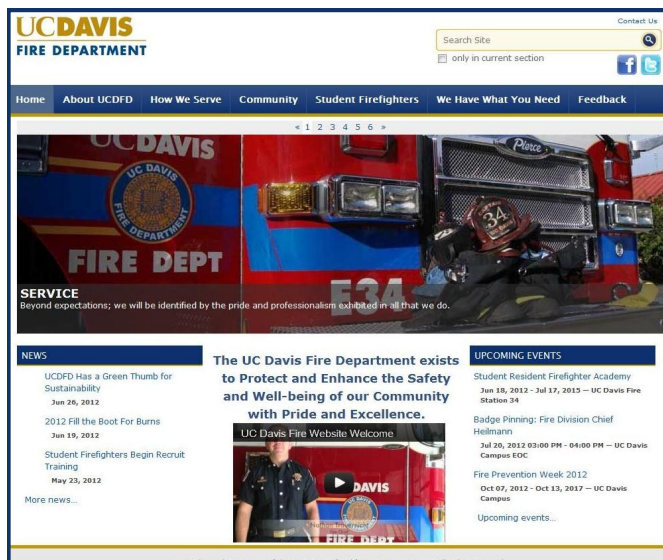 UCDAVIS
FIRE DEPARTMENT
Contact Us
Search Site
only in current section
Home About UCDFD How We Serve Community Student Firefighters We Have What You Need Feedback
« 1 2 3 4 5 6 »
UC DAVIS
UC DAVIS
FIRE DEPARTMENT
FIRE DEPT
Pierce
34
E34
SERVICE
Beyond expectations; we will be identified by the pride and professionalism exhibited in all that we do.
NEWS
UCDFD Has a Green Thumb for
Sustainability
Jun 26, 2012
2012 Fill the Boot For Burns
Jun 19, 2012
Student Firefighters Begin Recruit
Training
May 23, 2012
More news...
The UC Davis Fire Department exists
to Protect and Enhance the Safety
and Well-being of our Community
with Pride and Excellence.
UC Davis Fire Website Welcome
DAVIS
FIRE DEPT
UPCOMING EVENTS
Student Resident Firefighter Academy
Jun 18, 2012 - Jul 17, 2015 — UC Davis Fire
Station 34
Badge Pinning: Fire Division Chief
Heilmann
Jul 20, 2012 03:00 PM - 04:00 PM — UC Davis
Campus EOC
Fire Prevention Week 2012
Oct 07, 2012 - Oct 13, 2017 — UC Davis
Campus
Upcoming events...